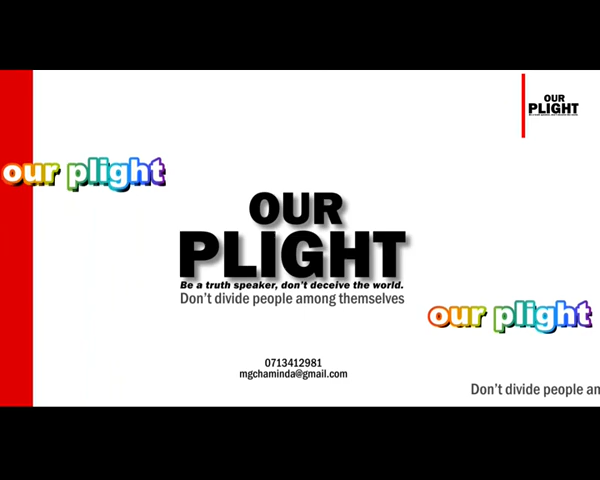 OUR
PLIGHT
our plight
OUR
PLIGHT
Be a truth speaker, don't deceive the world.
Don't divide people among themselves
our plight
0713412981
mgchaminda@gmail.com
Don't divide people an